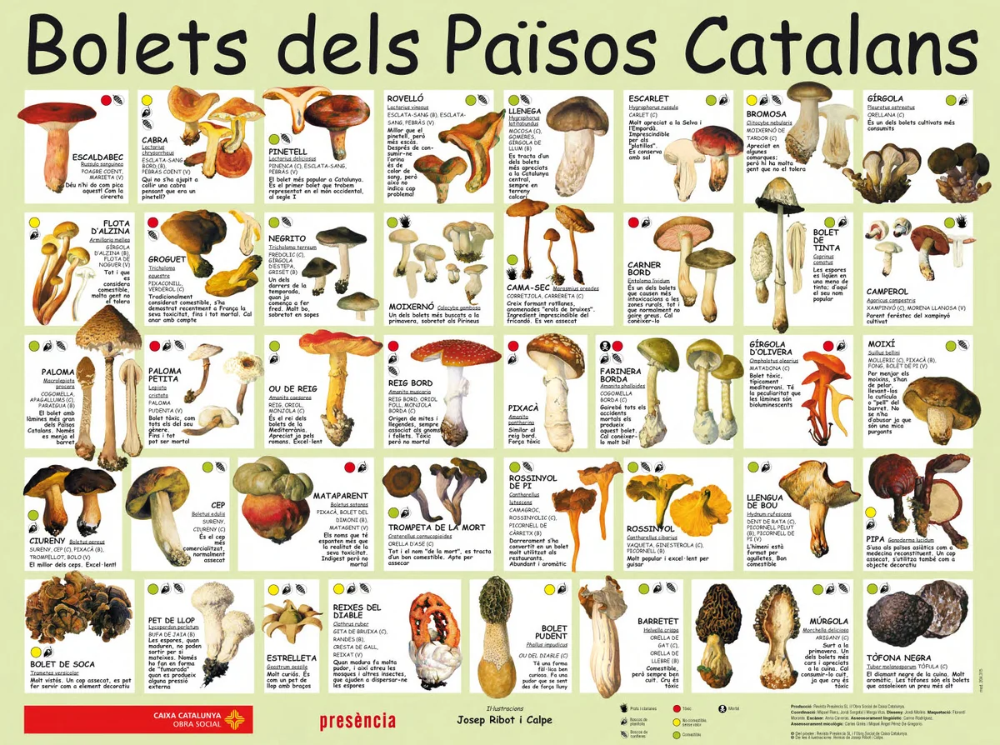 Bolets dels Països Catalans
ESCALDABEC
Russula sanguinea
POAGRE COENT,
MARIETA (V)
Déu n'hi do com pica
aquest! Com la
cirereta
CABRA
Lactarius
chrysorrheus
ESCLATA-SANG
BORD, (B),
PEBRÀS COENT (V)
Qui no s'ha ajupit a
collir una cabra
pensant que era un
pinetell?
PINETELL
Lactarius deliciosus
PINENCA (C), ESCLATA-SANG,
PEBRÀS (V)
El bolet més popular a Catalunya.
És el primer bolet que trobem
representat en el món occidental,
al segle I
ROVELLÓ
Lactarius vinosus
ESCLATA-SANG (B), ESCLATA-
SANG, PEBRÀS (V)
Millor que el
pinetell, però
més escàs.
Després de con-
sumir-ne
l'orina
és de
color de
sang, però
això no
indica cap
problema!
LLENEGA
Hygrophorus
latitabundus
MOCOSA (C),
GOMERES,
GÍRGOLA DE
LLUM (B)
Es tracta d'un
dels bolets
més apreciats
a la Catalunya
central,
sempre en
terreny
calcari
ESCARLET
Hygrophorus russula
CARLET (C)
Molt apreciat a la Selva i
l'Empordà.
Imprescindible
per als
"platillos".
Es conserva
amb sal
BROMOSA
Clitocybe nebularis
MOIXERNÓ DE
TARDOR (C)
Apreciat en
algunes
comarques;
però hi ha molta
gent que no el tolera
GÍRGOLA
Pleurotus ostreatus
ORELLANA (C)
És un dels bolets cultivats més
consumits
FLOTA
D'ALZINA
Armillaria mellea
GÍRGOLA
D'ALZINA (B),
FLOTA DE
NOGUER (V)
Tot i que
es
considera
comestible,
molta gent no
el tolera
GROGUET
Tricholoma
equestre
PIXACONILL,
VERDEROL (C)
Tradicionalment
considerat comestible, s'ha
demostrat recentment a França la
seva toxicitat, fins i tot mortal. Cal
anar amb compte
NEGRITO
Tricholoma terreum
FREDOLIC (C),
GÍRGOLA
D'ESTEPA,
GRISET (B)
Un dels
darrers de la
temporada,
quan ja
comença a fer
fred. Molt bo,
sobretot en sopes
MOIXERNÓ Calocybe gambosa
Un dels bolets més buscats a la
primavera, sobretot als Pirineus
CAMA-SEC Marasmius oreades
CORRETJOLA, CARRERETA (C)
Creix formant rotllanes,
anomenades "erols de bruixes".
Ingredient imprescindible del
fricandó. Es ven assecat
CARNER
BORD
Entoloma lividum
És un dels bolets
que causen més
intoxicacions a les
zones rurals, tot i
que normalment no
gaire greus. Cal
conèixer-lo
BOLET
DE
TINTA
Coprinus
comatus
Les espores
es liqüen en
una mena de
tinta; d'aquí
el seu nom
popular
CAMPEROL
Agaricus campestris
XAMPINYÓ (C), MORENA LLANOSA (V)
Parent feréstec del xampinyó
cultivat
PALOMA
Macrolepiota
procera
COGOMELLA,
APAGALLUMS (C),
PARAIGUA (B)
El bolet amb
làmines més gran
dels Països
Catalans. Només
es menja el
barret
PALOMA
PETITA
Lepiota
cristata
PALOMA
PUDENTA (V)
Bolet tòxic, com
tots els del seu
gènere.
Fins i tot
pot ser mortal
OU DE REIG
Amanita caesarea
REIG, ORIOL,
MONJOLA (C)
És el rei dels
bolets de la
Mediterrània.
Apreciat ja pels
romans. Excel·lent
REIG BORD
Amanita muscaria
REIG BORD, ORIOL
FOLL, MONJOLA
BORDA (C)
Origen de mites i
llegendes, sempre
associat als gnoms
i follets. Tòxic
però no mortal
PIXACÀ
Amanita
pantherina
Similar al
reig bord.
Força tòxic
FARINERA
BORDA
Amanita phalloides
COGOMELLA
BORDA (C)
Gairebé tots els
accidents
mortals els
produeix
aquest bolet.
Cal conèixer-
lo molt bé!
GÍRGOLA
D'OLIVERA
Omphalotus olearius
MATADONA (C)
Bolet tòxic,
típicament
mediterrani. Té
la peculiaritat que
les làmines són
bioluminescents
MOIXÍ
Suillus bellini
MOLLERIC (C), PIXACÀ (B),
FONG, BOLET DE PI (V)
Per menjar els
moixins, s'han
de pelar,
llevant-los
la cutícula
o "pell"
del
barret. No
se n'ha
d'abusar ja que
són una mica
purgants
CIURENY Boletus aereus
SURENY, CEP (C), PIXACÀ (B),
TROMPELLOT, BOLO (V)
El millor dels ceps. Excel·lent!
CEP
Boletus edulis
SURENY,
CIURENY (C)
És el cep
més
comercialitzat,
normalment
assecat
MATAPARENT
Boletus satanas
PIXACÀ, BOLET DEL
DIMONI (B),
MATAGENT (V)
Els noms que té
espanten més que
la realitat de la
seva toxicitat.
Indigest però no
mortal
TROMPETA DE LA MORT
Craterellus cornucopioides
ORELLA D'ASE (C)
Tot i el nom "de la mort", es tracta
d'un bon comestible. Apte per
assecar
ROSSINYOL
DE PI
Cantharellus
lutescens
CAMAGROC,
ROSSINYOLIC (C),
PICORNELL DE
CÀRRITX (B)
Darrerament s'ha
convertit en un bolet
molt utilitzat als
restaurants.
Abundant i aromàtic
ROSSINYOL
Cantharellus cibarius
VAQUETA, GINESTEROLA (C),
PICORNELL (B)
Molt popular i excel·lent per
guisar
LLENGUA
DE BOU
Hydnum rufescens
DENT DE RATA (C),
PICORNELL PELUT
(B), PICORNELL DE
PI (V)
L'himeni està
format per
agulletes. Bon
comestible
PIPA Ganoderma lucidum
S'usa als països asiàtics com a
medecina reconstituent. Un cop
assecat, s'utilitza també com a
objecte decoratiu
BOLET DE SOCA
Trametes versicolor
Molt vistós. Un cop assecat, es pot
fer servir com a element decoratiu
PET DE LLOP
Lycoperdon perlatum
BUFA DE JAIA (B)
Les espores, quan
maduren, no poden
sortir per si
mateixes. Només
ho fan en forma
de "fumarada"
quan es produeix
alguna pressió
externa
ESTRELLETA
Geastrum sessile
Molt curiós. És
com un pet de
llop amb braços
REIXES DEL
DIABLE
Clathrus ruber
GITA DE BRUIXA (C),
RANDES (B),
CRESTA DE GALL,
REIXAT (V)
Quan madura fa molta
pudor, i així atreu les
mosques i altres insectes,
que ajuden a dispersar-ne
les espores
BOLET
PUDENT
Phallus impudicus
OU DEL DIABLE (C)
Té una forma
fàl·lica ben
curiosa. Fa una
pudor que se sent
des de força lluny
BARRETET
Helvella crispa
ORELLA DE
GAT (C),
ORELLA DE
LLEBRE (B)
Comestible,
però sempre ben
cuit. Cru és
tòxic
MÚRGOLA
Morchella deliciosa
ARIGANY (C)
Surt a la
primavera. Un
dels bolets més
cars i apreciats
a la cuina. Cal
consumir-lo cuit,
ja que cru és
tòxic
TÒFONA NEGRA
Tuber melanosporum TÒFULA (C)
El diamant negre de la cuina. Molt
aromàtic. Les tòfones són els bolets
que assoleixen un preu més alt
CAIXA CATALUNYA
OBRA SOCIAL
presència
Il·lustracions
Josep Ribot i Calpe
Prats i clarianes
Boscos de
planifolis
Boscos de
coníferes
Tòxic
No comestible,
sense valor
Comestible
Mortal
Producció: Revista Presència SL i l'Obra Social de Caixa Catalunya.